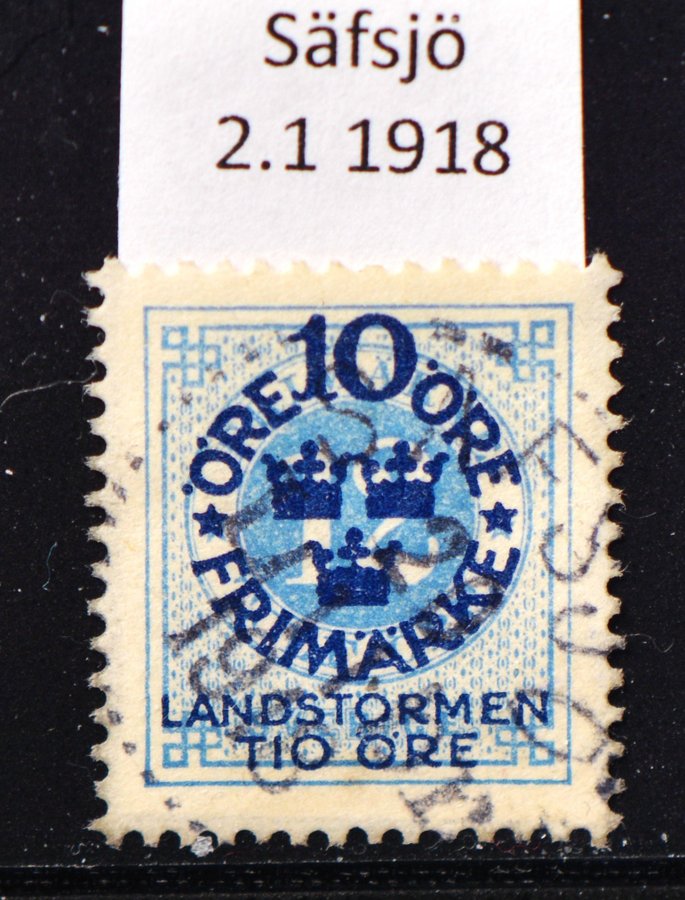 Säfsjö
2.1 1918
ÖRE 10 ÖRE
FRIMÄRKE
LANDSTORMEN
TIO ÖRE